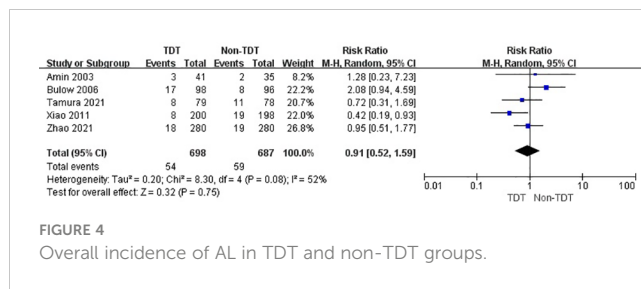 TDT Non-TDT Risk Ratio Risk Ratio
Study or Subgroup Events Total Events Total Weight M-H, Random, 95% CI M-H, Random, 95% CI
Amin 2003 3 41 2 35 8.2% 1.28 [0.23, 7.23]
Bulow 2006 17 98 8 96 22.2% 2.08 [0.94, 4.59]
Tamura 2021 8 79 11 78 20.7% 0.72 [0.31, 1.69]
Xiao 2011 8 200 19 198 22.0% 0.42 [0.19, 0.93]
Zhao 2021 18 280 19 280 26.8% 0.95 [0.51, 1.77]
Total (95% CI) 698 687 100.0% 0.91 [0.52, 1.59]
Total events 54 59
Heterogeneity: Tau² = 0.20; Chi² = 8.30, df = 4 (P = 0.08); I² = 52%
Test for overall effect: Z = 0.32 (P = 0.75)
0.01 0.1 1 10 100
TDT Non-TDT
FIGURE 4
Overall incidence of AL in TDT and non-TDT groups.